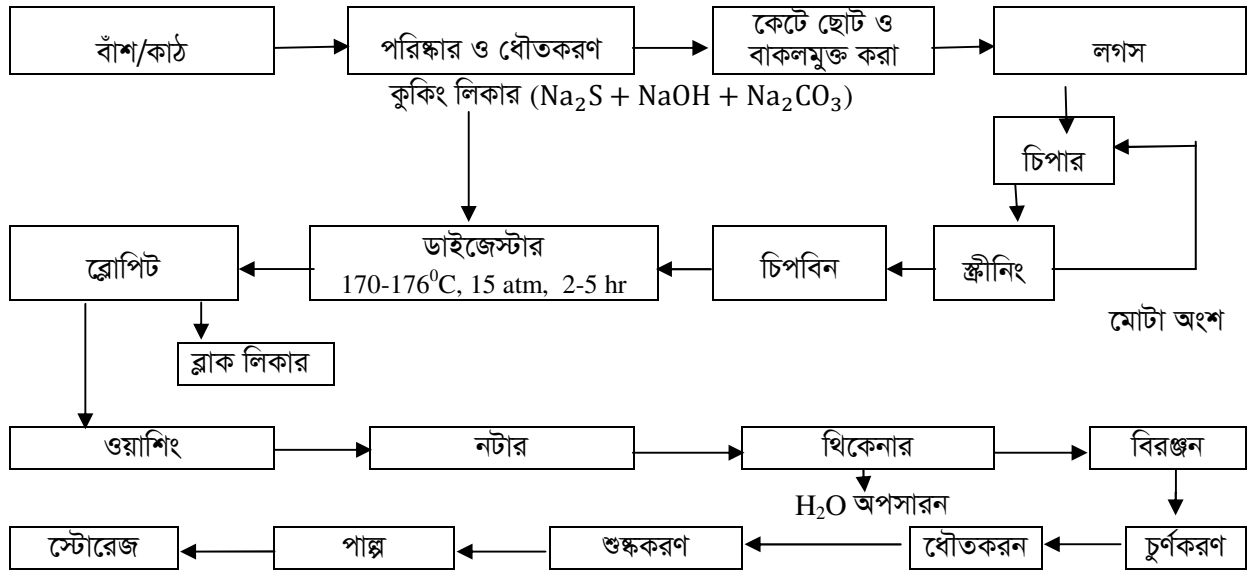 বাঁশ/কাঠ
পরিষ্কার ও ধৌতকরণ
কেটে ছোট ও
বাকলমুক্ত করা
লগস
কুকিং লিকার (Na₂S + NaOH + Na₂CO₃)
চিপার
ব্লোপিট
ডাইজেস্টার
170-176⁰C, 15 atm, 2-5 hr
চিপবিন
স্ক্রীনিং
মোটা অংশ
ব্লাক লিকার
ওয়াশিং
নটার
থিকেনার
বিরঞ্জন
H₂O অপসারন
স্টোরেজ
পাল্প
শুষ্ককরণ
ধৌতকরন
চুর্ণকরণ